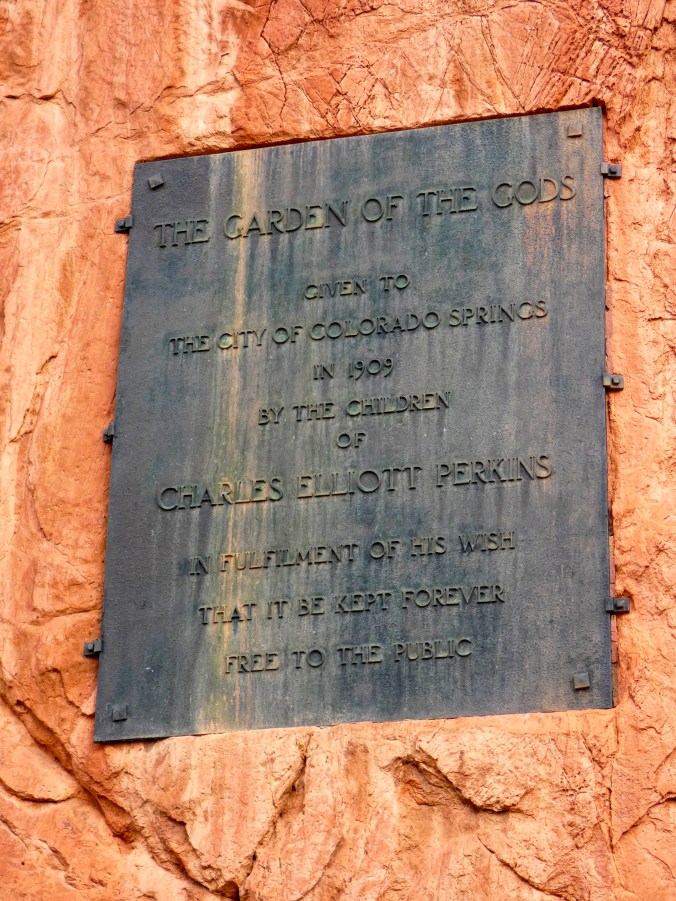 THE GARDEN OF THE GODS
GIVEN TO
THE CITY OF COLORADO SPRINGS
IN 1909
BY THE CHILDREN
OF
CHARLES ELLIOTT PERKINS
IN FULFILMENT OF HIS WISH
THAT IT BE KEPT FOREVER
FREE TO THE PUBLIC